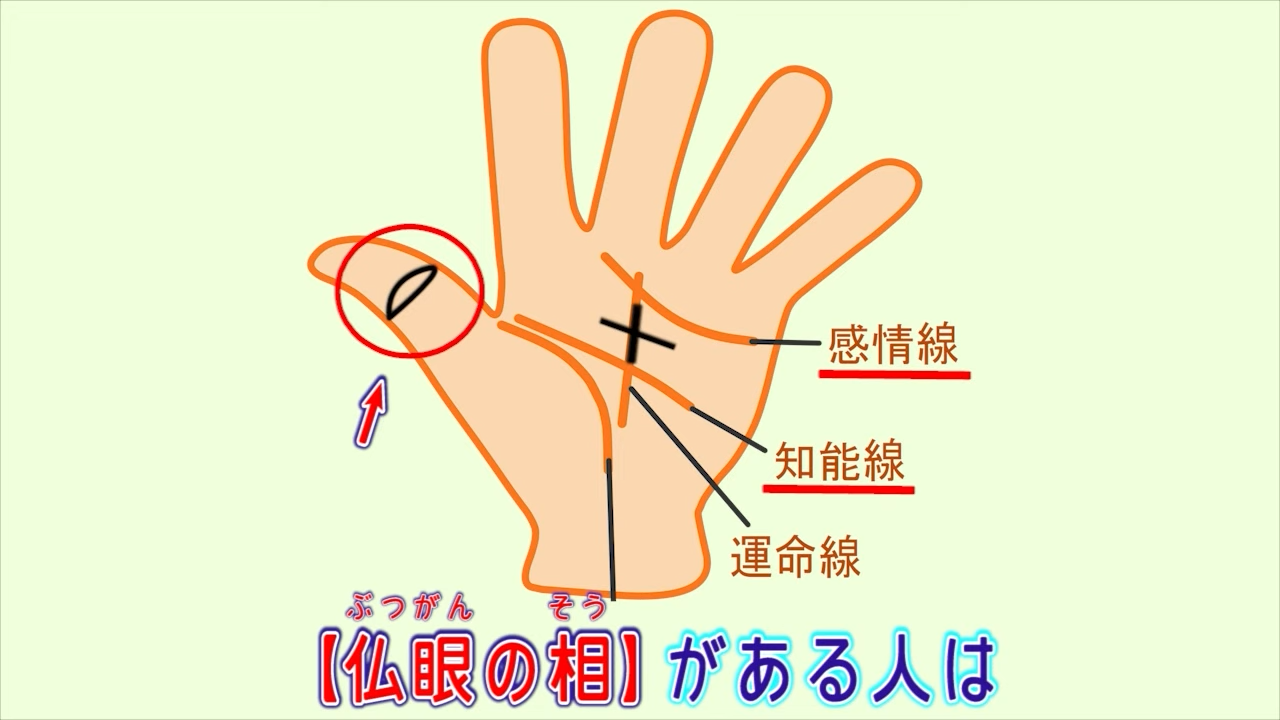 感情線
知能線
運命線
ぶつがん そう
【仏眼の相】がある人は